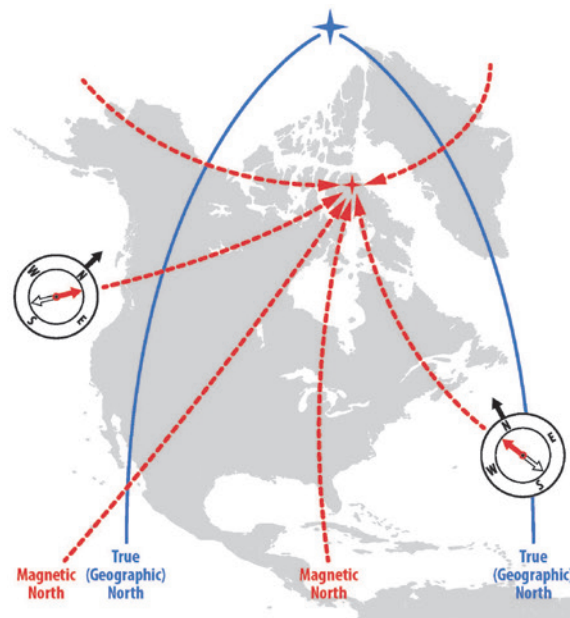 W
N
S
E
N
E
W
S
Magnetic
North
True
(Geographic)
North
Magnetic
North
True
(Geographic)
North